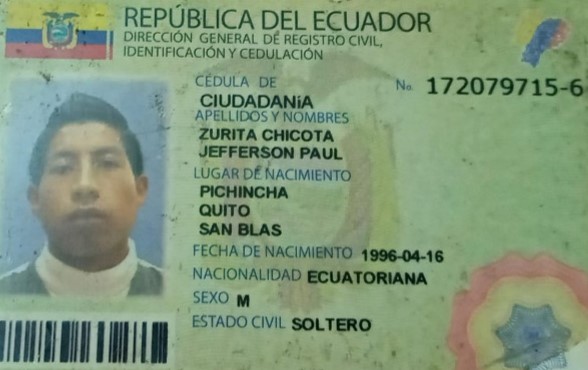 REPÚBLICA DEL ECUADOR
DIRECCIÓN GENERAL DE REGISTRO CIVIL,
IDENTIFICACIÓN Y CEDULACIÓN
CÉDULA DE No. 172079715-6
CIUDADANíA
APELLIDOS Y NOMBRES
ZURITA CHICOTA
JEFFERSON PAUL
LUGAR DE NACIMIENTO
PICHINCHA
QUITO
SAN BLAS
FECHA DE NACIMIENTO 1996-04-16
NACIONALIDAD ECUATORIANA
SEXO M
ESTADO CIVIL SOLTERO